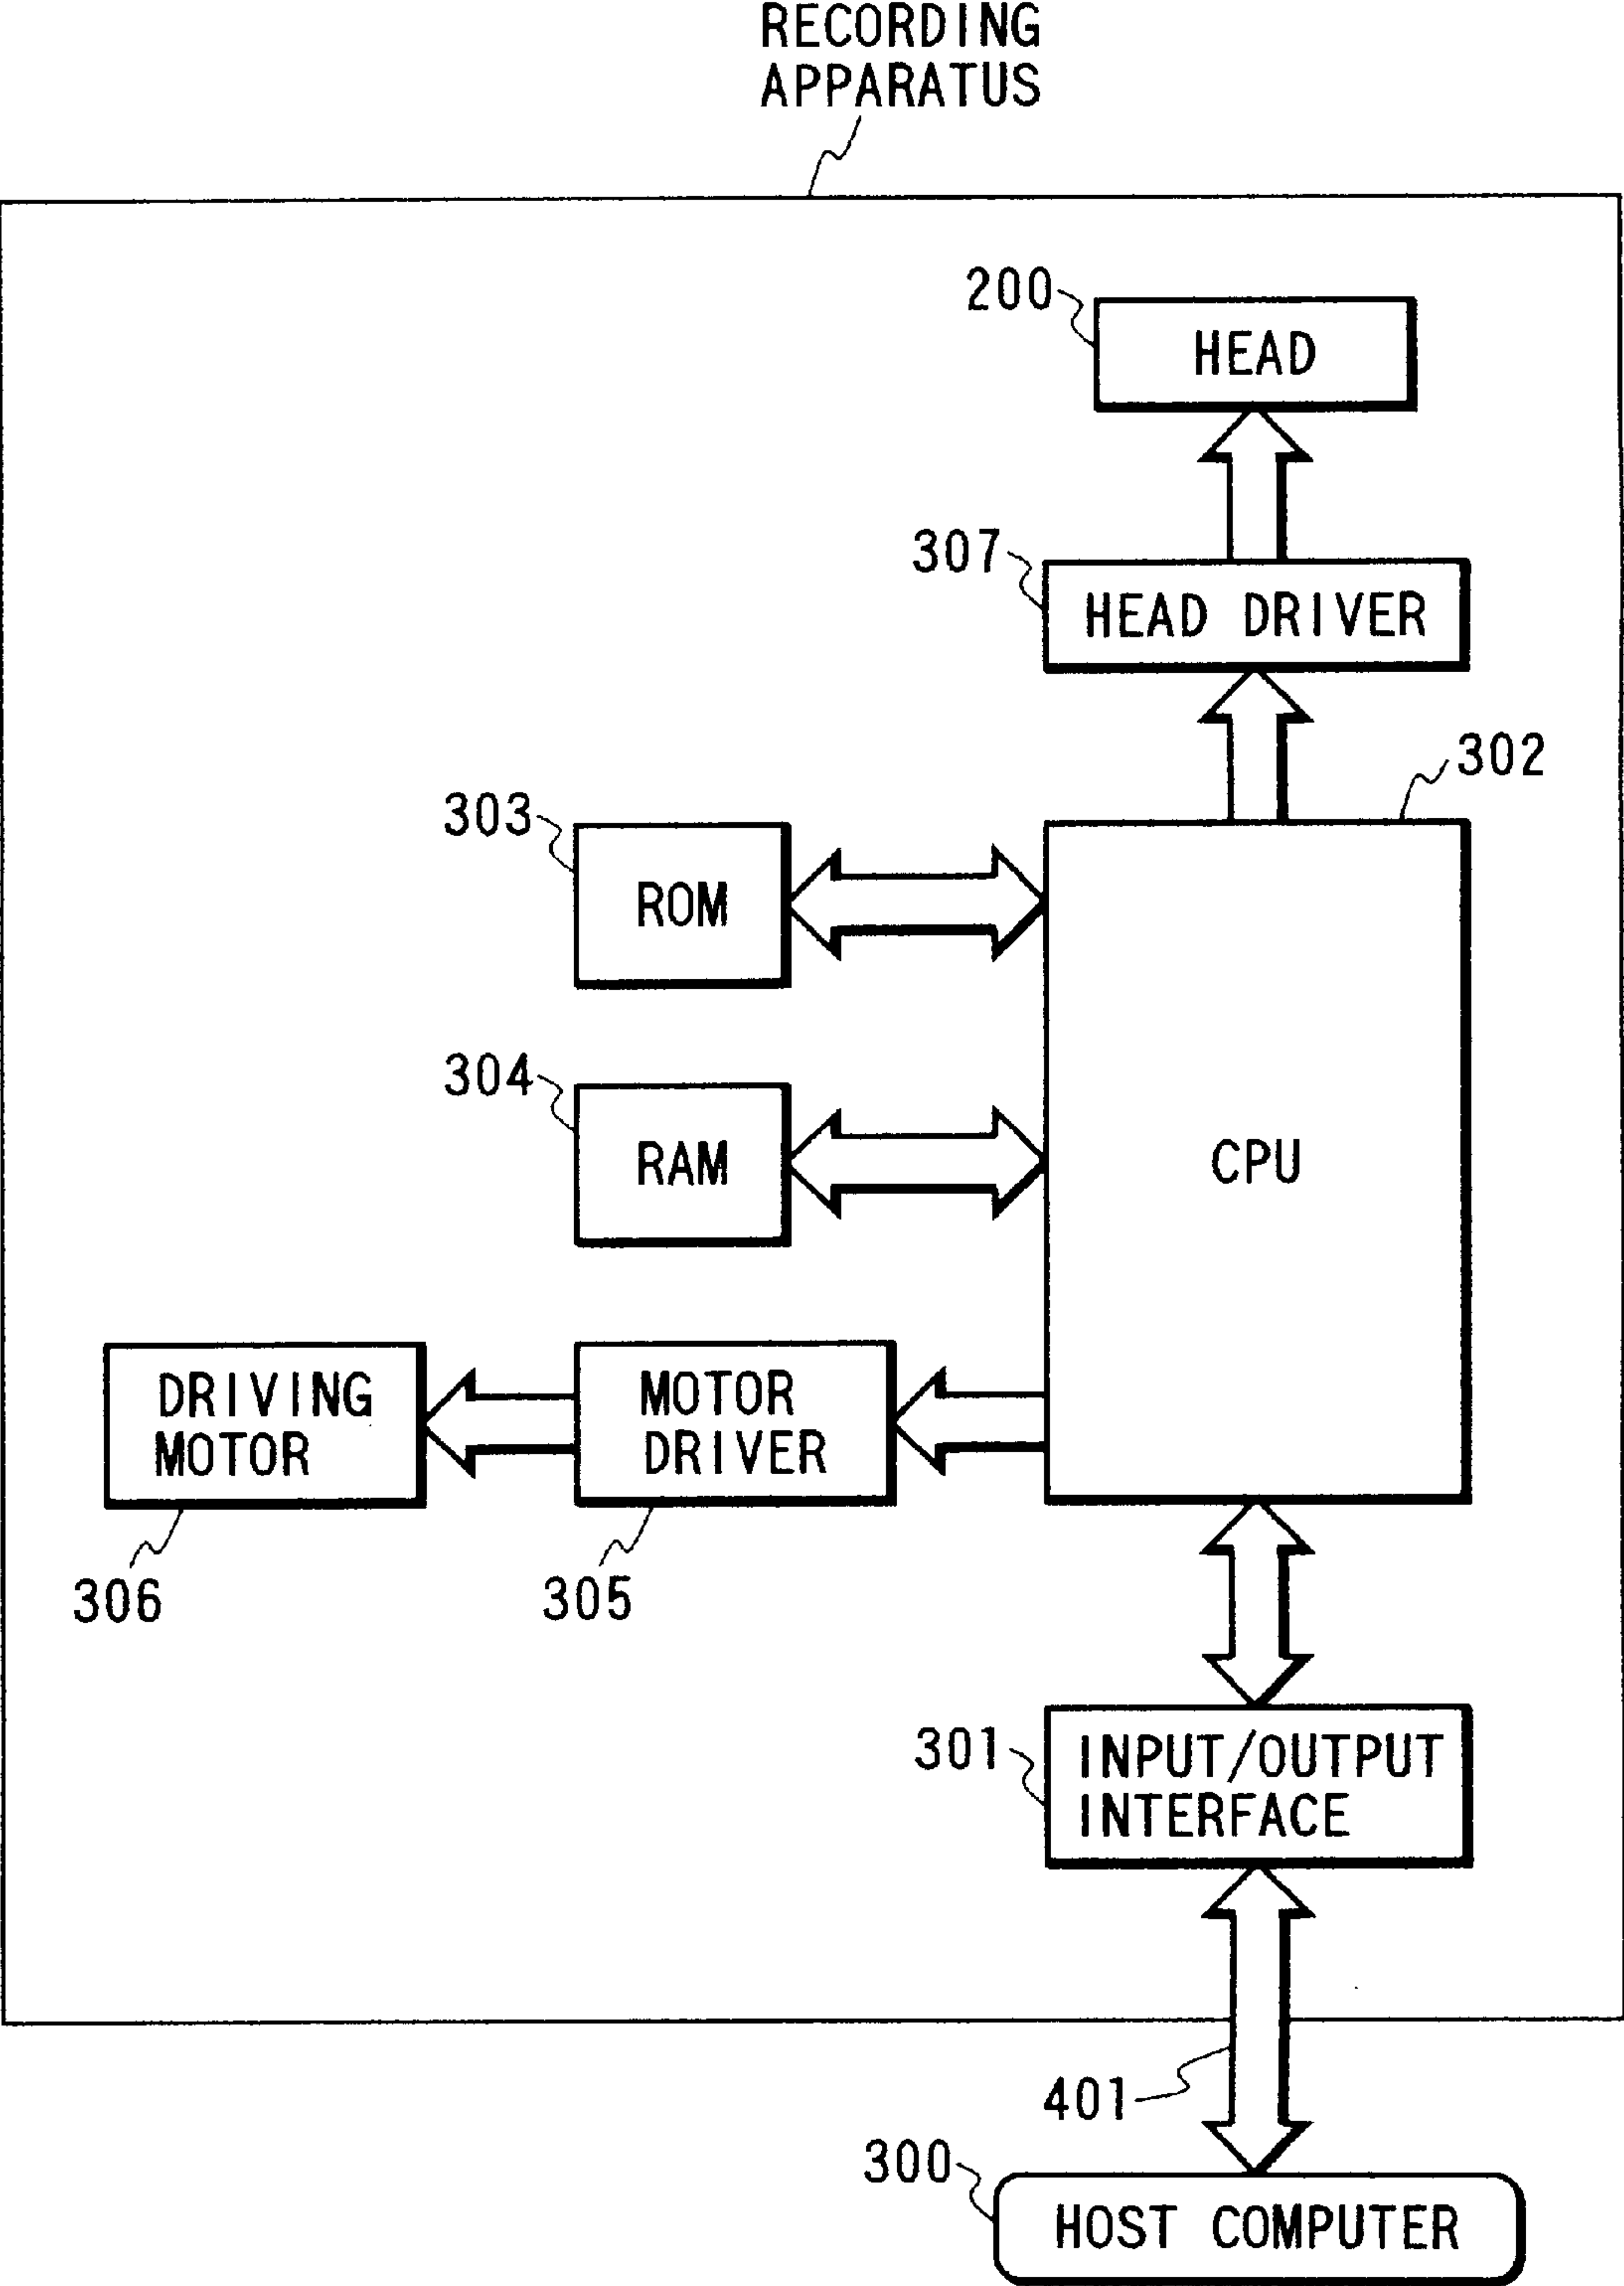 RECORDING
APPARATUS
200
HEAD
307
HEAD DRIVER
302
303
ROM
304
RAM
CPU
DRIVING
MOTOR
MOTOR
DRIVER
306
305
301
INPUT/OUTPUT
INTERFACE
401
300
HOST COMPUTER